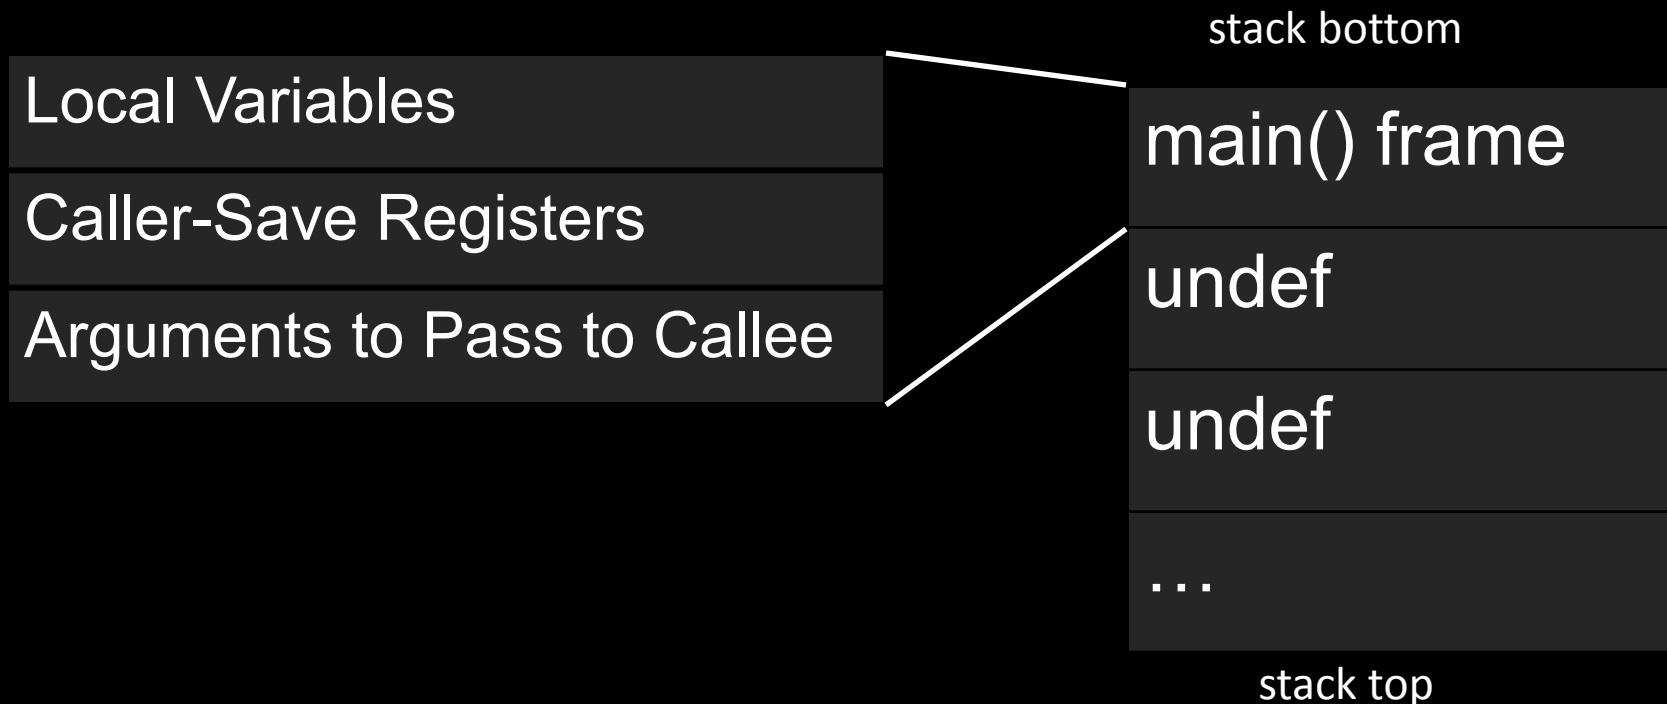 stack bottom
Local Variables
Caller-Save Registers
Arguments to Pass to Callee
main() frame
undef
undef
...
stack top